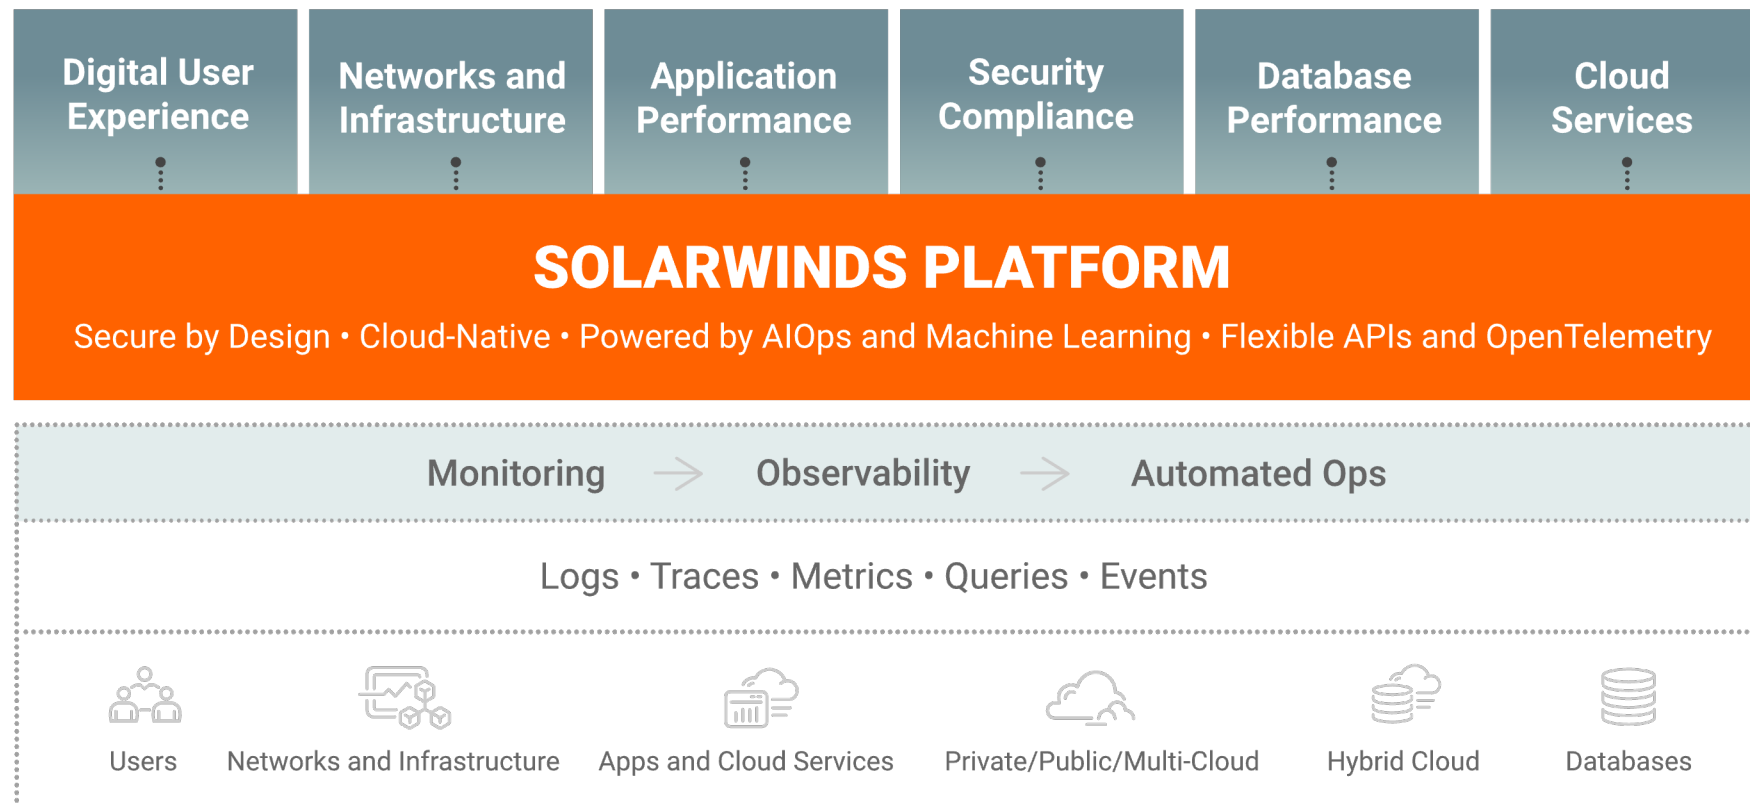 Digital User
Experience
Networks and
Infrastructure
Application
Performance
Security
Compliance
Database
Performance
Cloud
Services
SOLARWINDS PLATFORM
Secure by Design • Cloud-Native • Powered by AIOps and Machine Learning • Flexible APIs and OpenTelemetry
Monitoring
Observability
Automated Ops
Logs • Traces • Metrics • Queries • Events
Users
Networks and Infrastructure
Apps and Cloud Services
Private/Public/Multi-Cloud
Hybrid Cloud
Databases